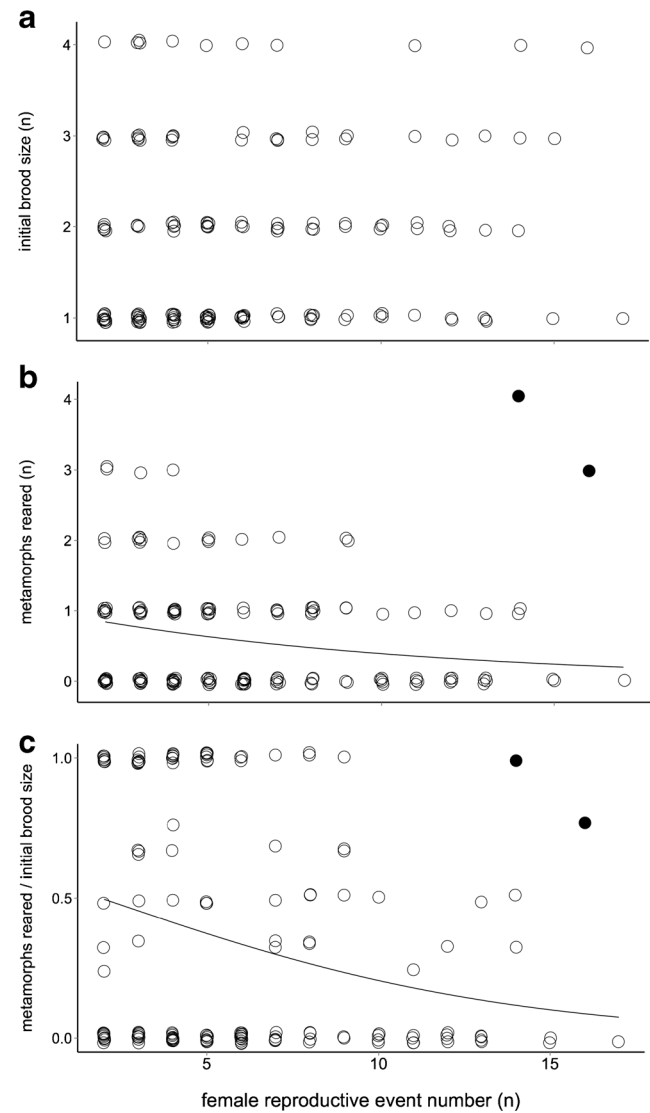 a
initial brood size (n)
4
3
2
1
b
metamorphs reared (n)
4
3
2
1
0
c
metamorphs reared / initial brood size
1.0
0.5
0.0
5 10 15
female reproductive event number (n)